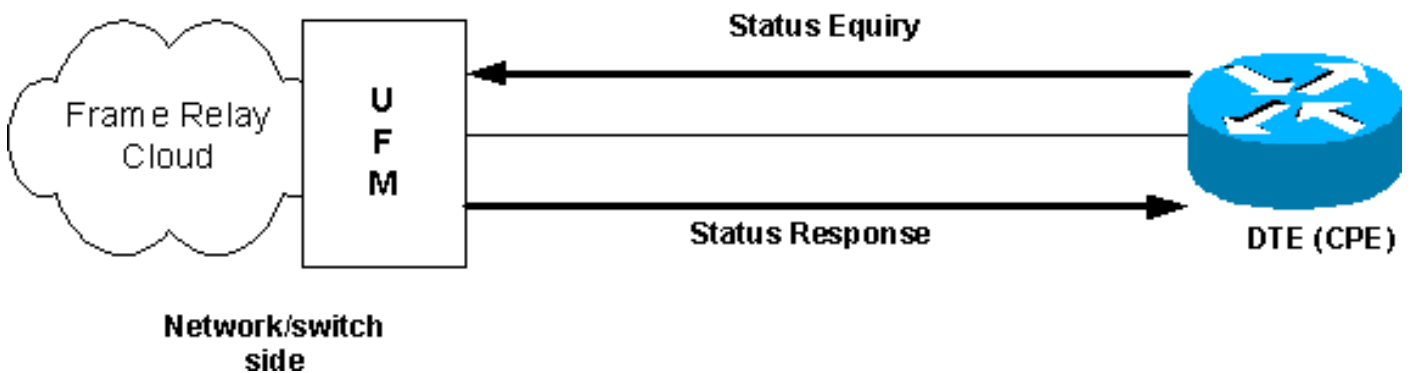 Status Equiry
Frame Relay
Cloud
U
F
M
Status Response
DTE (CPE)
Network/switch
side